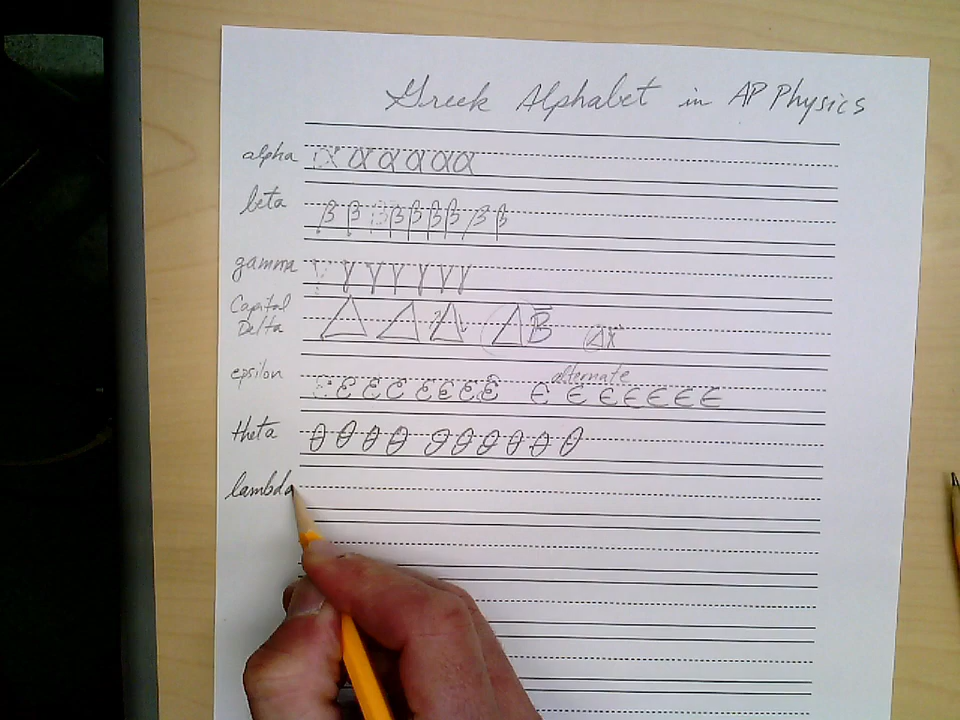 Greek Alphabet in AP Physics
alpha α α α α α α
beta β β β β β β β β β
gamma γ γ γ γ γ γ γ
Capital
Delta Δ Δ Δ ΔB̅ Δx
alternate
epsilon ε ε ε ε ε ε ε ε ϵ ϵ ϵ ϵ ϵ ϵ ϵ
theta θ θ θ θ θ θ θ θ θ θ
lambda